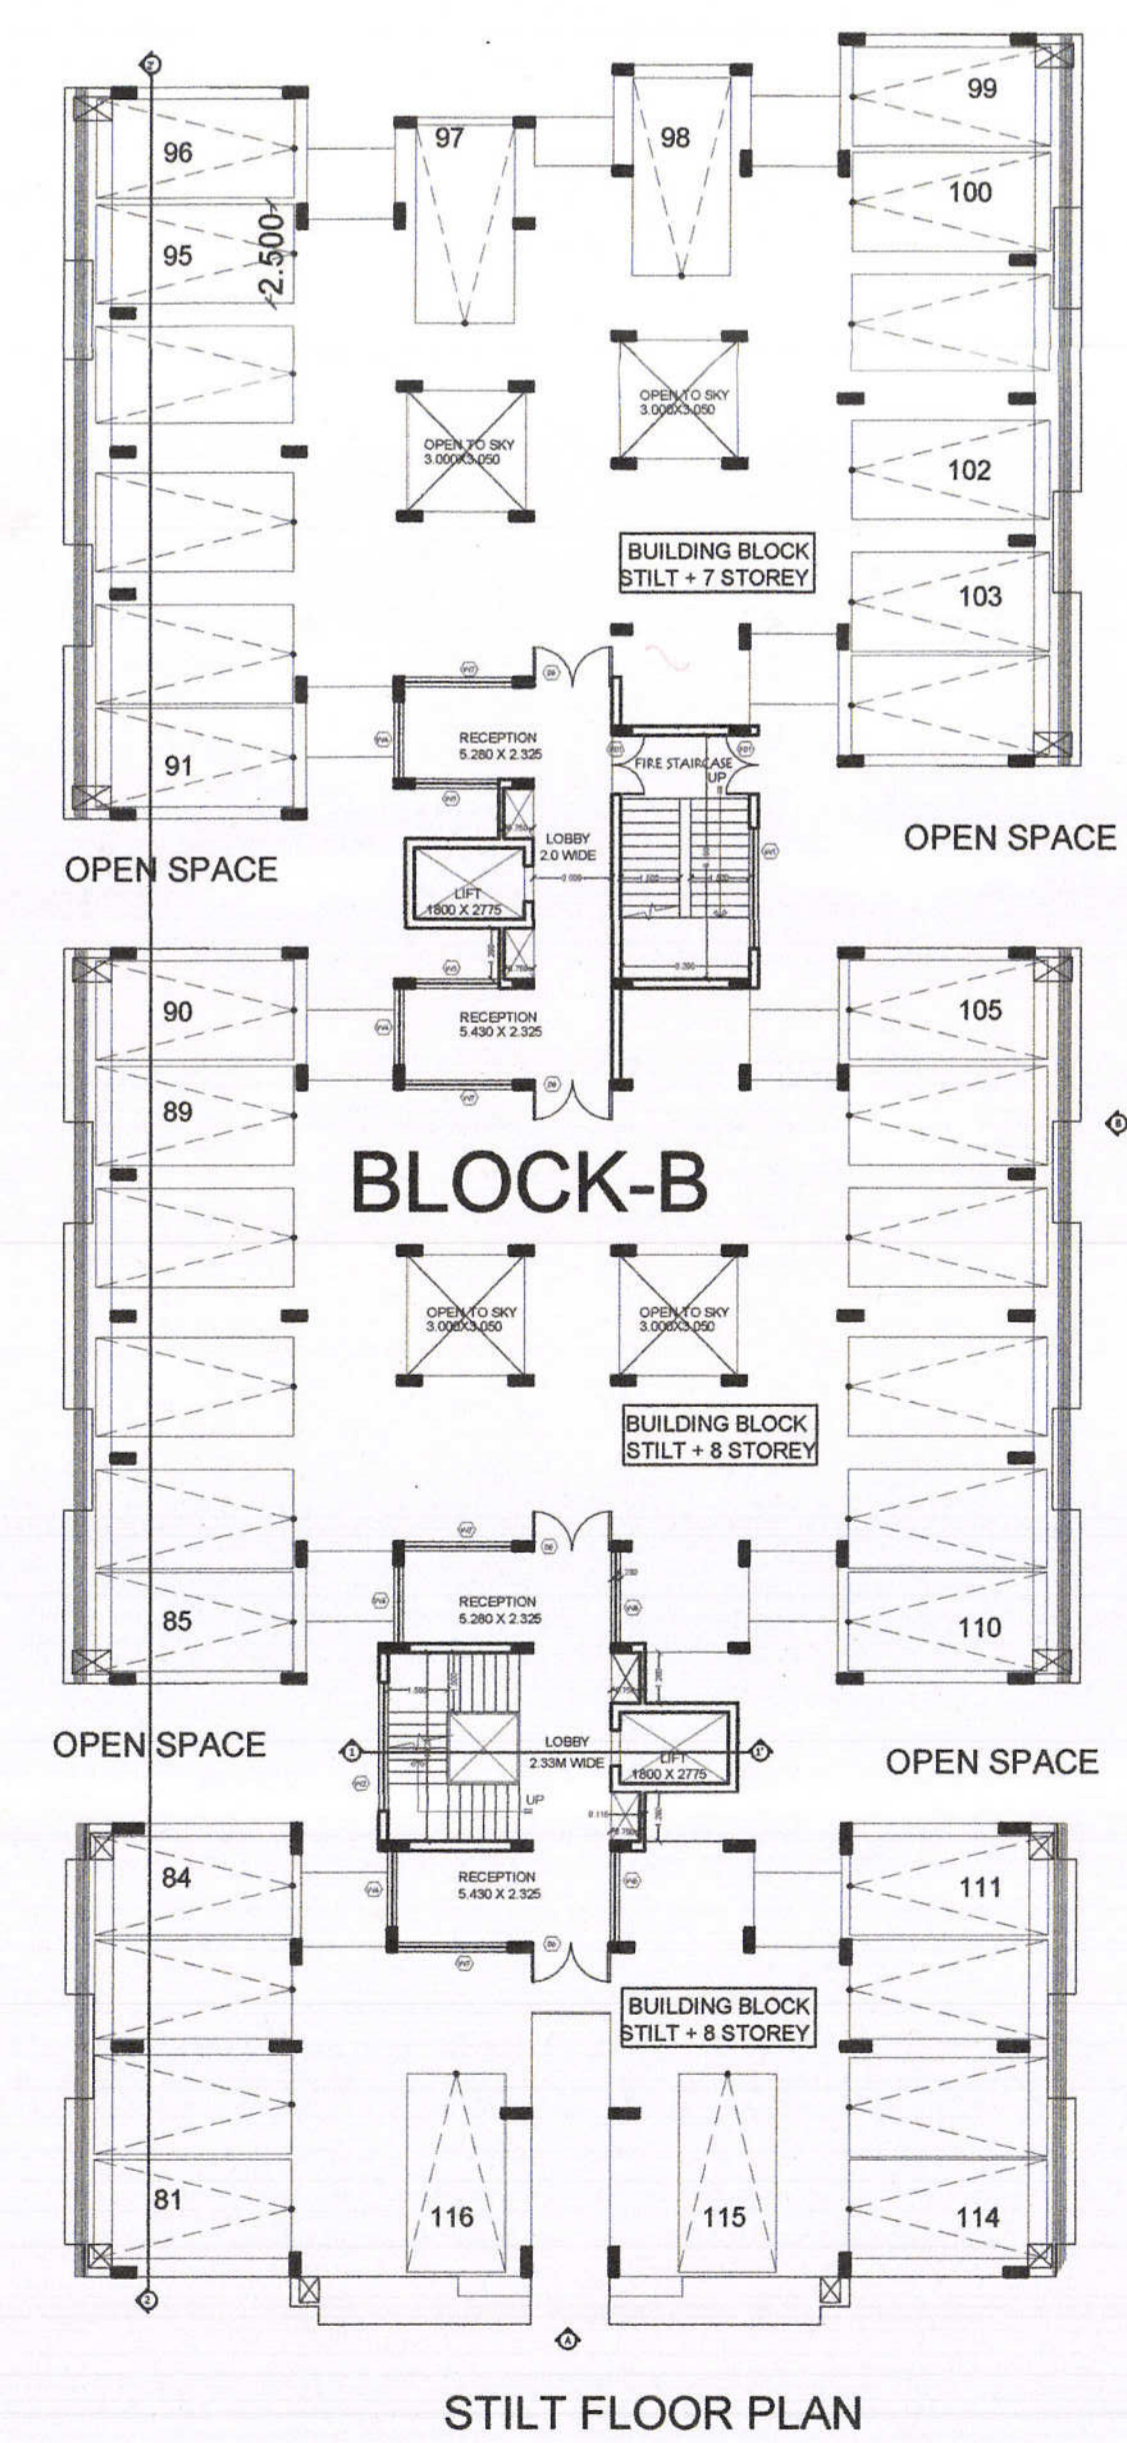 2'
99
96
97
98
100
2.500
95
OPEN TO SKY
3.000X3.050
OPEN TO SKY
3.000X3.050
102
BUILDING BLOCK
STILT + 7 STOREY
103
RECEPTION
5.280 X 2.325
FIRE STAIRCASE
UP
91
LOBBY
2.0 WIDE
OPEN SPACE
OPEN SPACE
LIFT
1800 X 2775
90
RECEPTION
5.430 X 2.325
105
89
B
BLOCK-B
OPEN TO SKY
3.000X3.050
OPEN TO SKY
3.000X3.050
BUILDING BLOCK
STILT + 8 STOREY
RECEPTION
5.280 X 2.325
85
110
OPEN SPACE
1
LOBBY
2.33M WIDE
LIFT
1800 X 2775
1'
OPEN SPACE
UP
84
RECEPTION
5.430 X 2.325
111
BUILDING BLOCK
STILT + 8 STOREY
81
116
115
114
2
A
STILT FLOOR PLAN